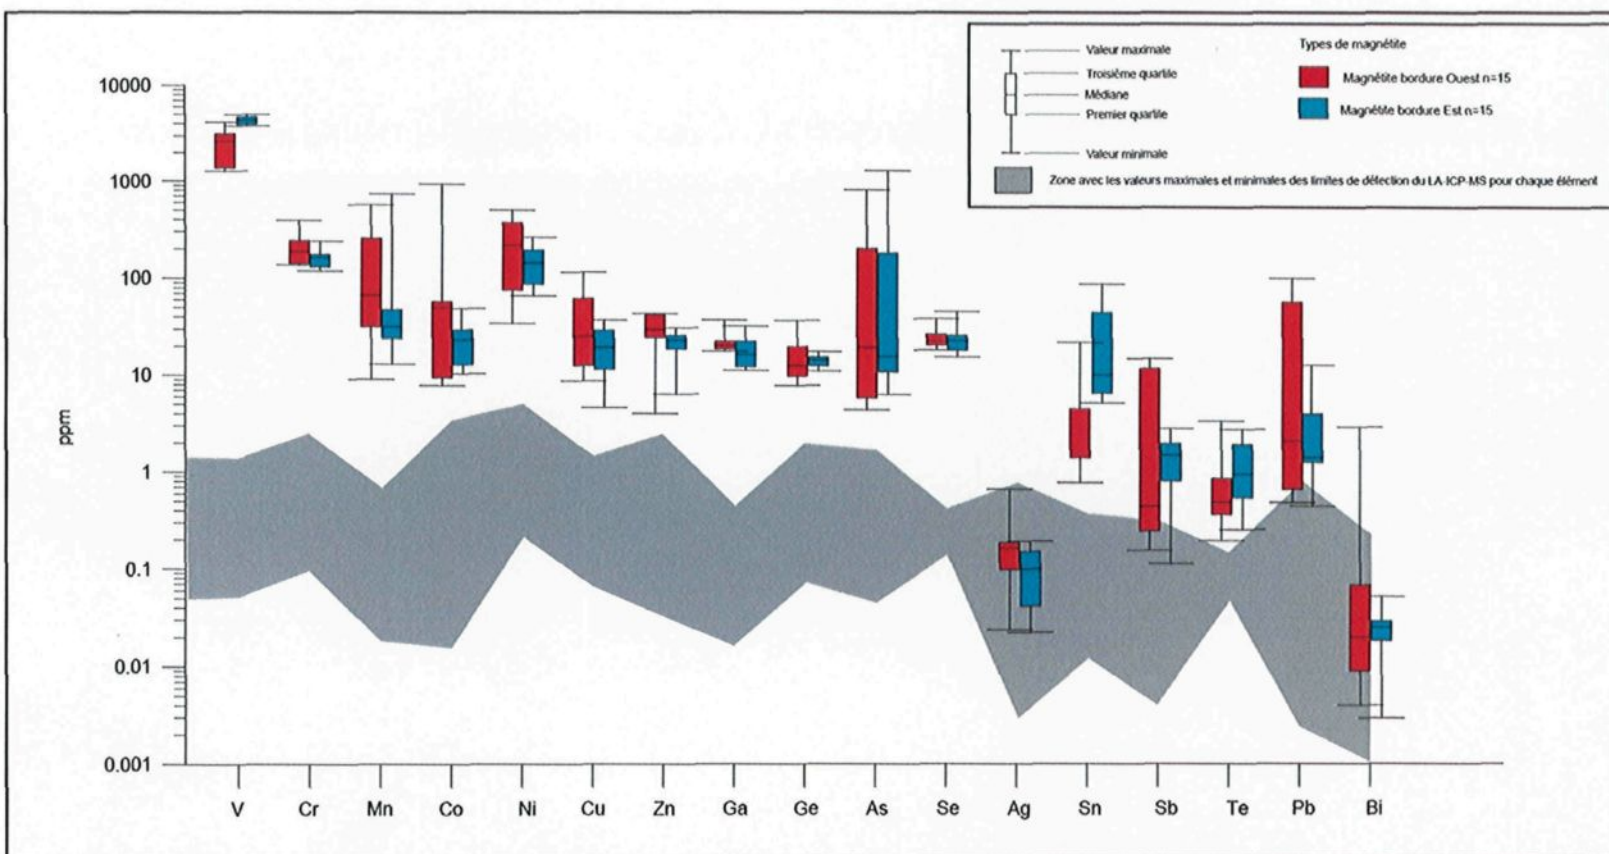 Valeur maximale
Troisième quartile
Médiane
Premier quartile
Valeur minimale
Types de magnétite
Magnétite bordure Ouest n=15
Magnétite bordure Est n=15
Zone avec les valeurs maximales et minimales des limites de détection du LA-ICP-MS pour chaque élément
ppm
10000
1000
100
10
1
0.1
0.01
0.001
V Cr Mn Co Ni Cu Zn Ga Ge As Se Ag Sn Sb Te Pb Bi